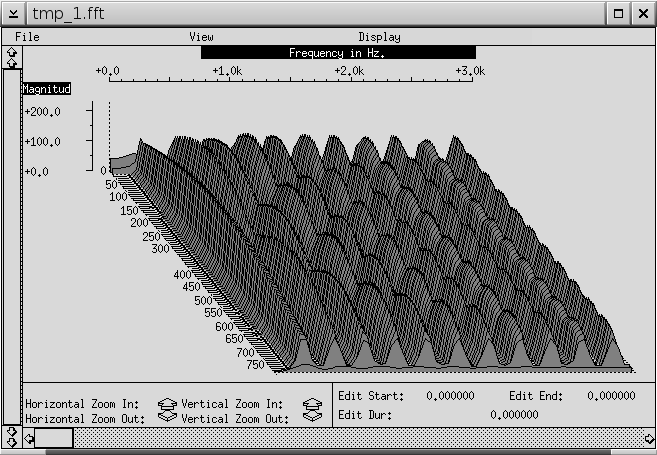 tmp_1.fft
File View Display
Frequency in Hz.
+0.0 +1.0k +2.0k +3.0k
Magnitud
+200.0
+100.0
+0.0 0
50
100
150
200
250
300
400
450
500
550
600
650
700
750
Horizontal Zoom In: Vertical Zoom In:
Horizontal Zoom Out: Vertical Zoom Out:
Edit Start: 0.000000 Edit End: 0.000000
Edit Dur: 0.000000